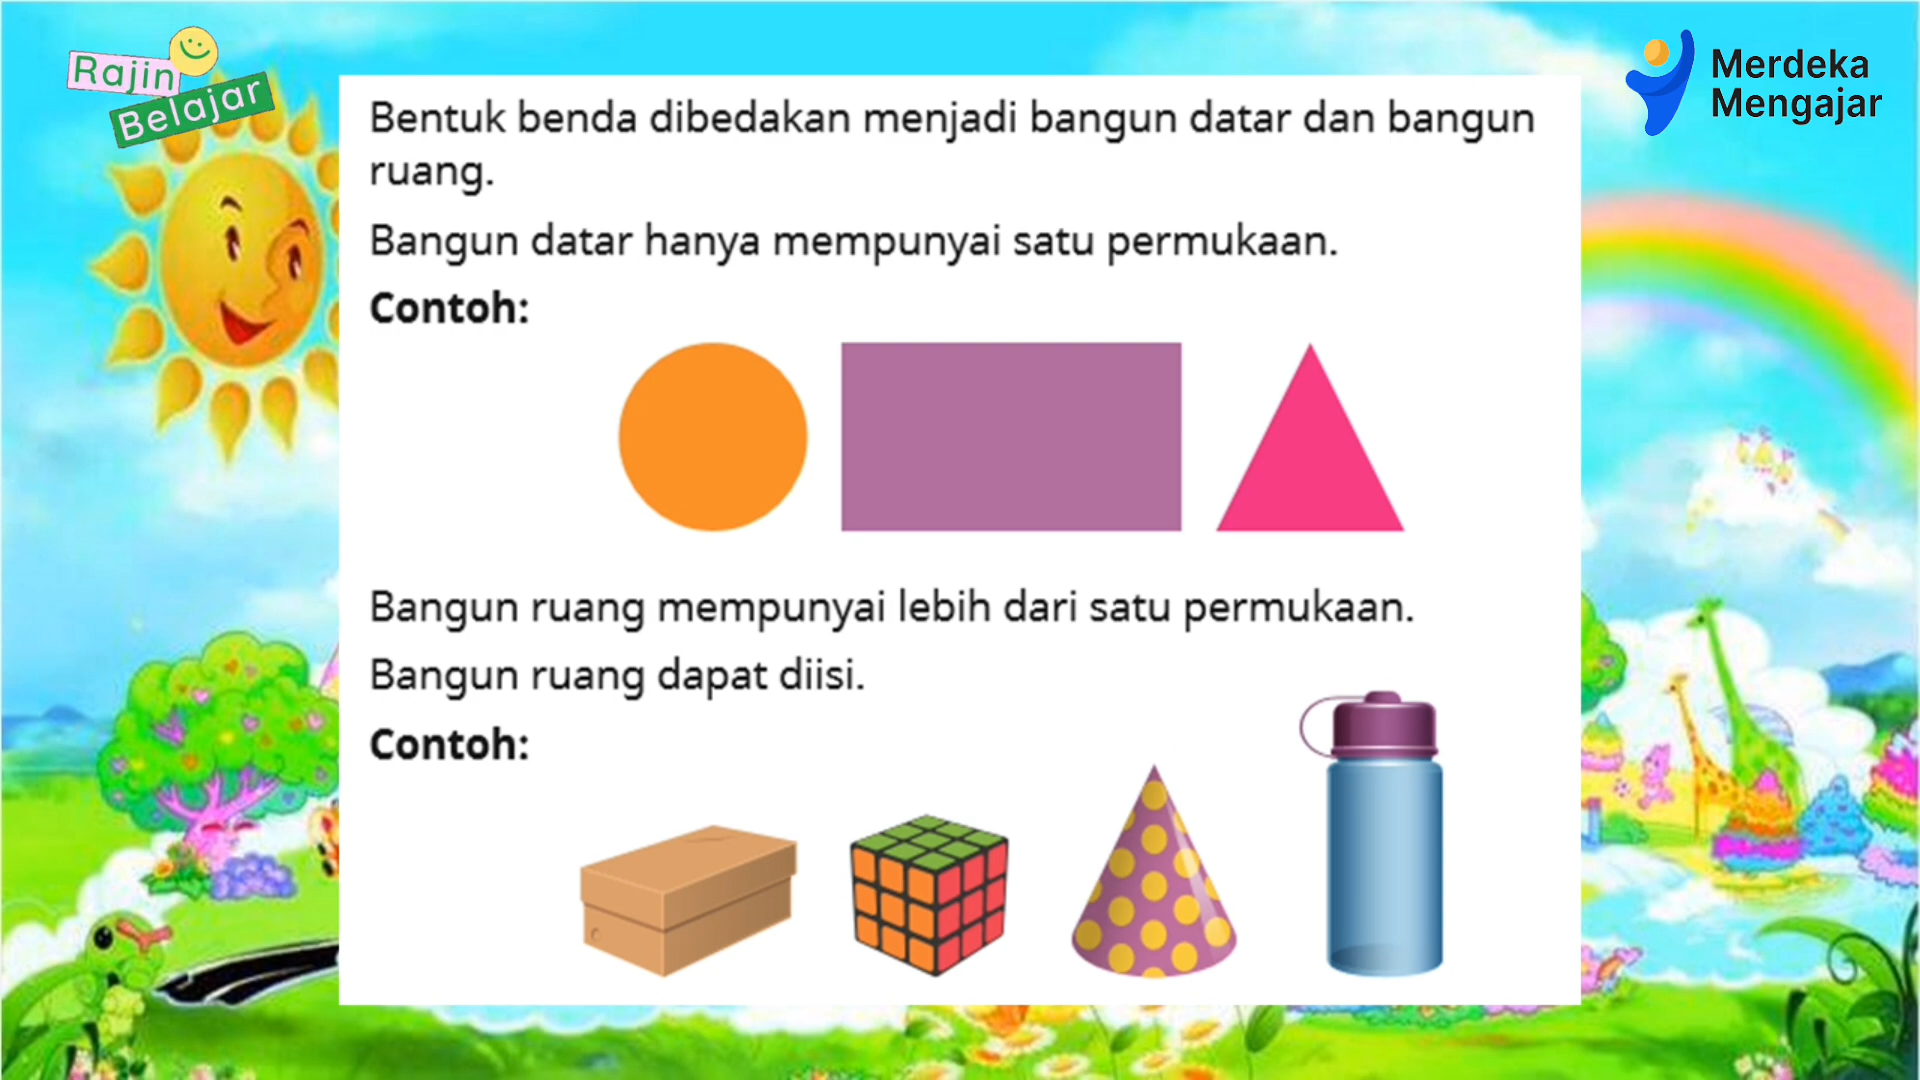 Rajin
Belajar
Merdeka
Mengajar
Bentuk benda dibedakan menjadi bangun datar dan bangun
ruang.
Bangun datar hanya mempunyai satu permukaan.
Contoh:
Bangun ruang mempunyai lebih dari satu permukaan.
Bangun ruang dapat diisi.
Contoh: